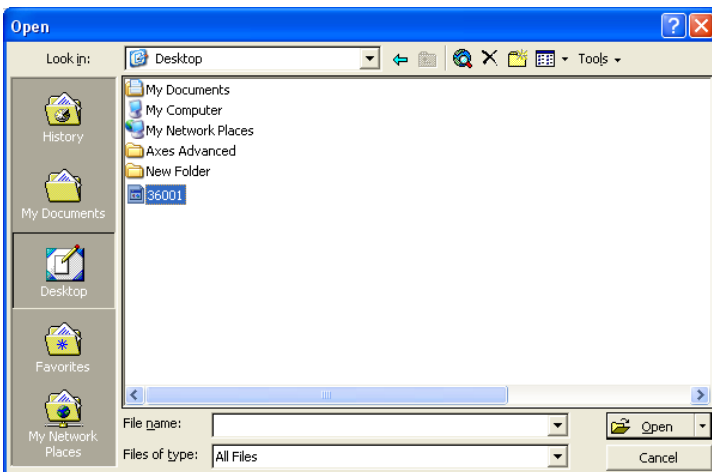 Open
Look in:
Desktop
Tools
History
My Documents
Desktop
Favorites
My Network
Places
My Documents
My Computer
My Network Places
Axes Advanced
New Folder
36001
File name:
Open
Files of type:
All Files
Cancel